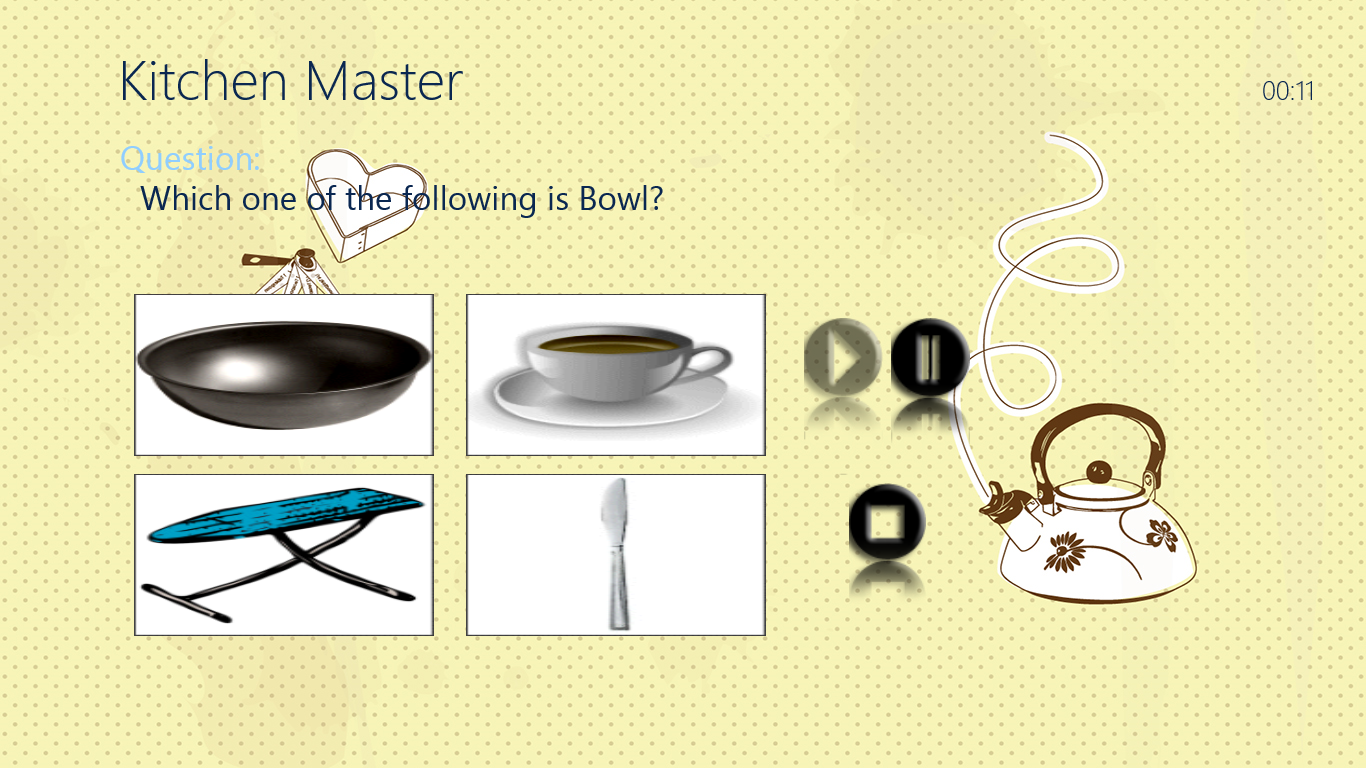 Kitchen Master
00:11
Question:
Which one of the following is Bowl?